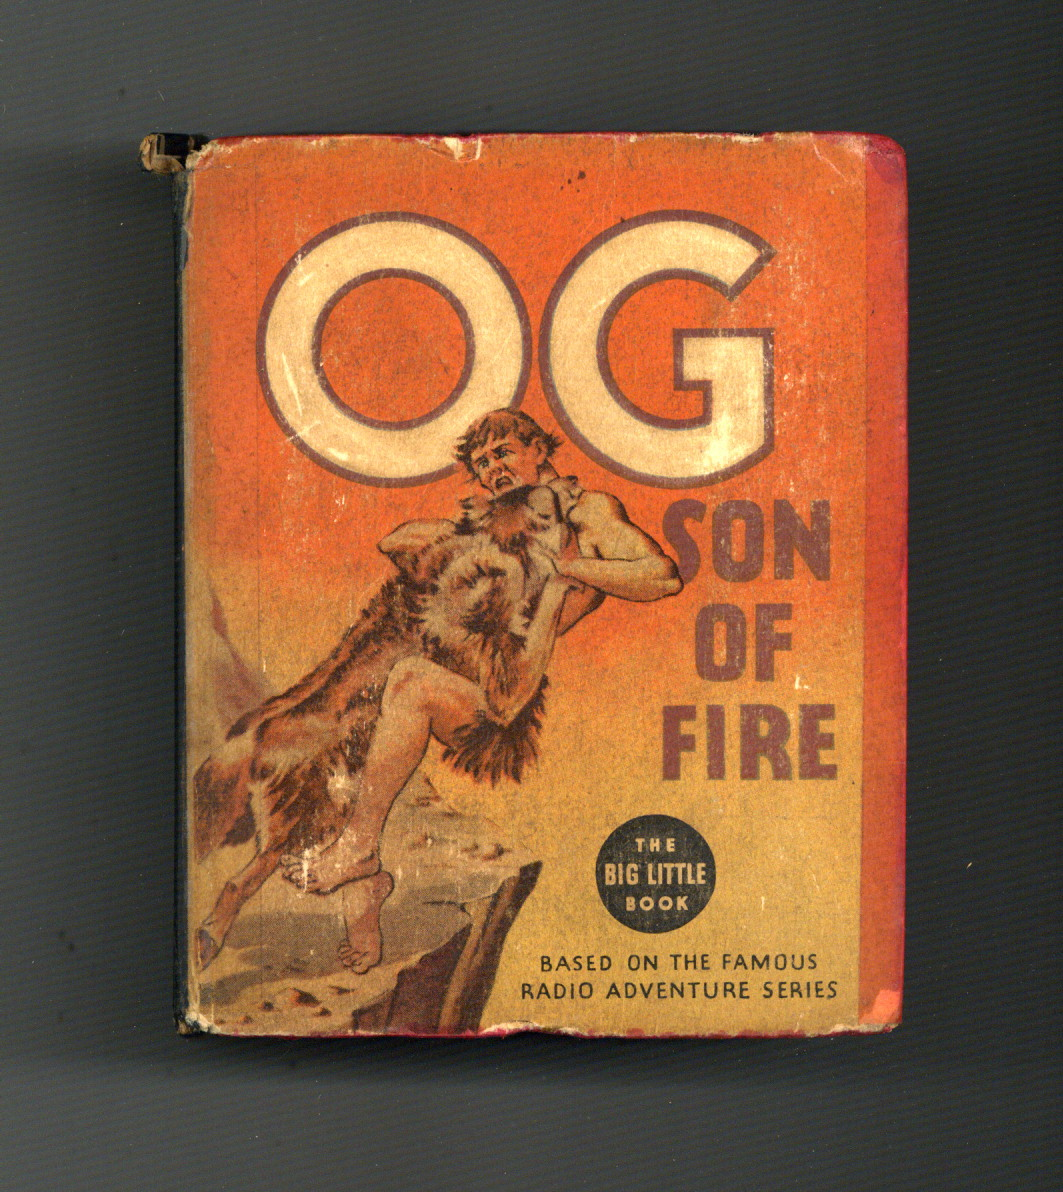 OG
SON
OF
FIRE
THE
BIG LITTLE
BOOK
BASED ON THE FAMOUS
RADIO ADVENTURE SERIES